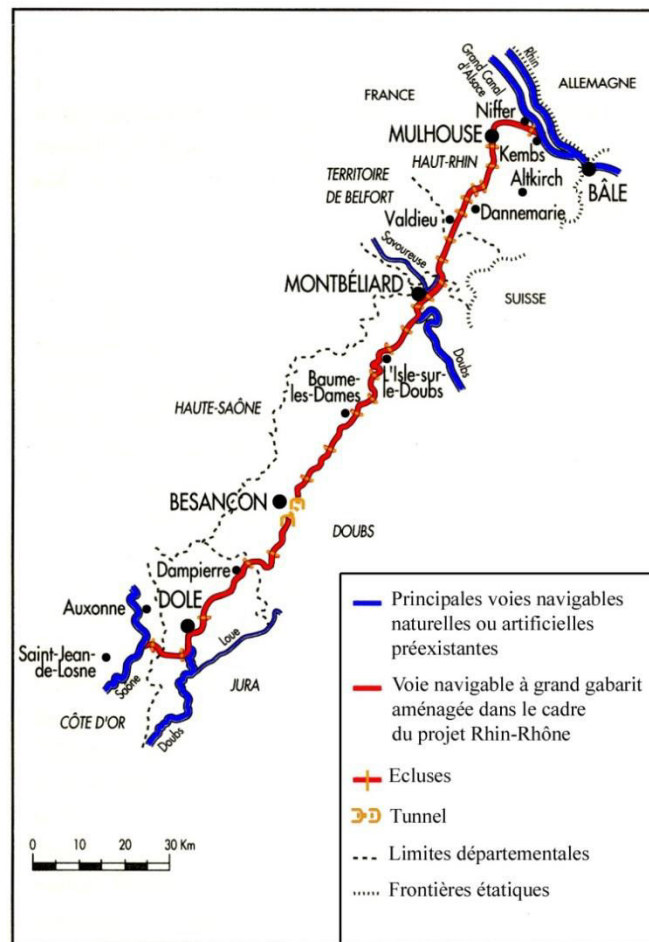 Rhin
Grand Canal
d'Alsace
ALLEMAGNE
FRANCE
Niffer
MULHOUSE
Kembs
HAUT-RHIN
Altkirch
BÂLE
TERRITOIRE
DE BELFORT
Dannemarie
Valdieu
Savoureuse
MONTBÉLIARD
SUISSE
Doubs
L'Isle-sur-
le-Doubs
Baume-
les-Dames
HAUTE-SAÔNE
BESANÇON
DOUBS
Dampierre
DOLE
Auxonne
Loue
Saint-Jean-
de-Losne
Saône
JURA
CÔTE D'OR
Doubs
0 10 20 30 Km
Principales voies navigables
naturelles ou artificielles
préexistantes
Voie navigable à grand gabarit
aménagée dans le cadre
du projet Rhin-Rhône
Ecluses
Tunnel
Limites départementales
Frontières étatiques